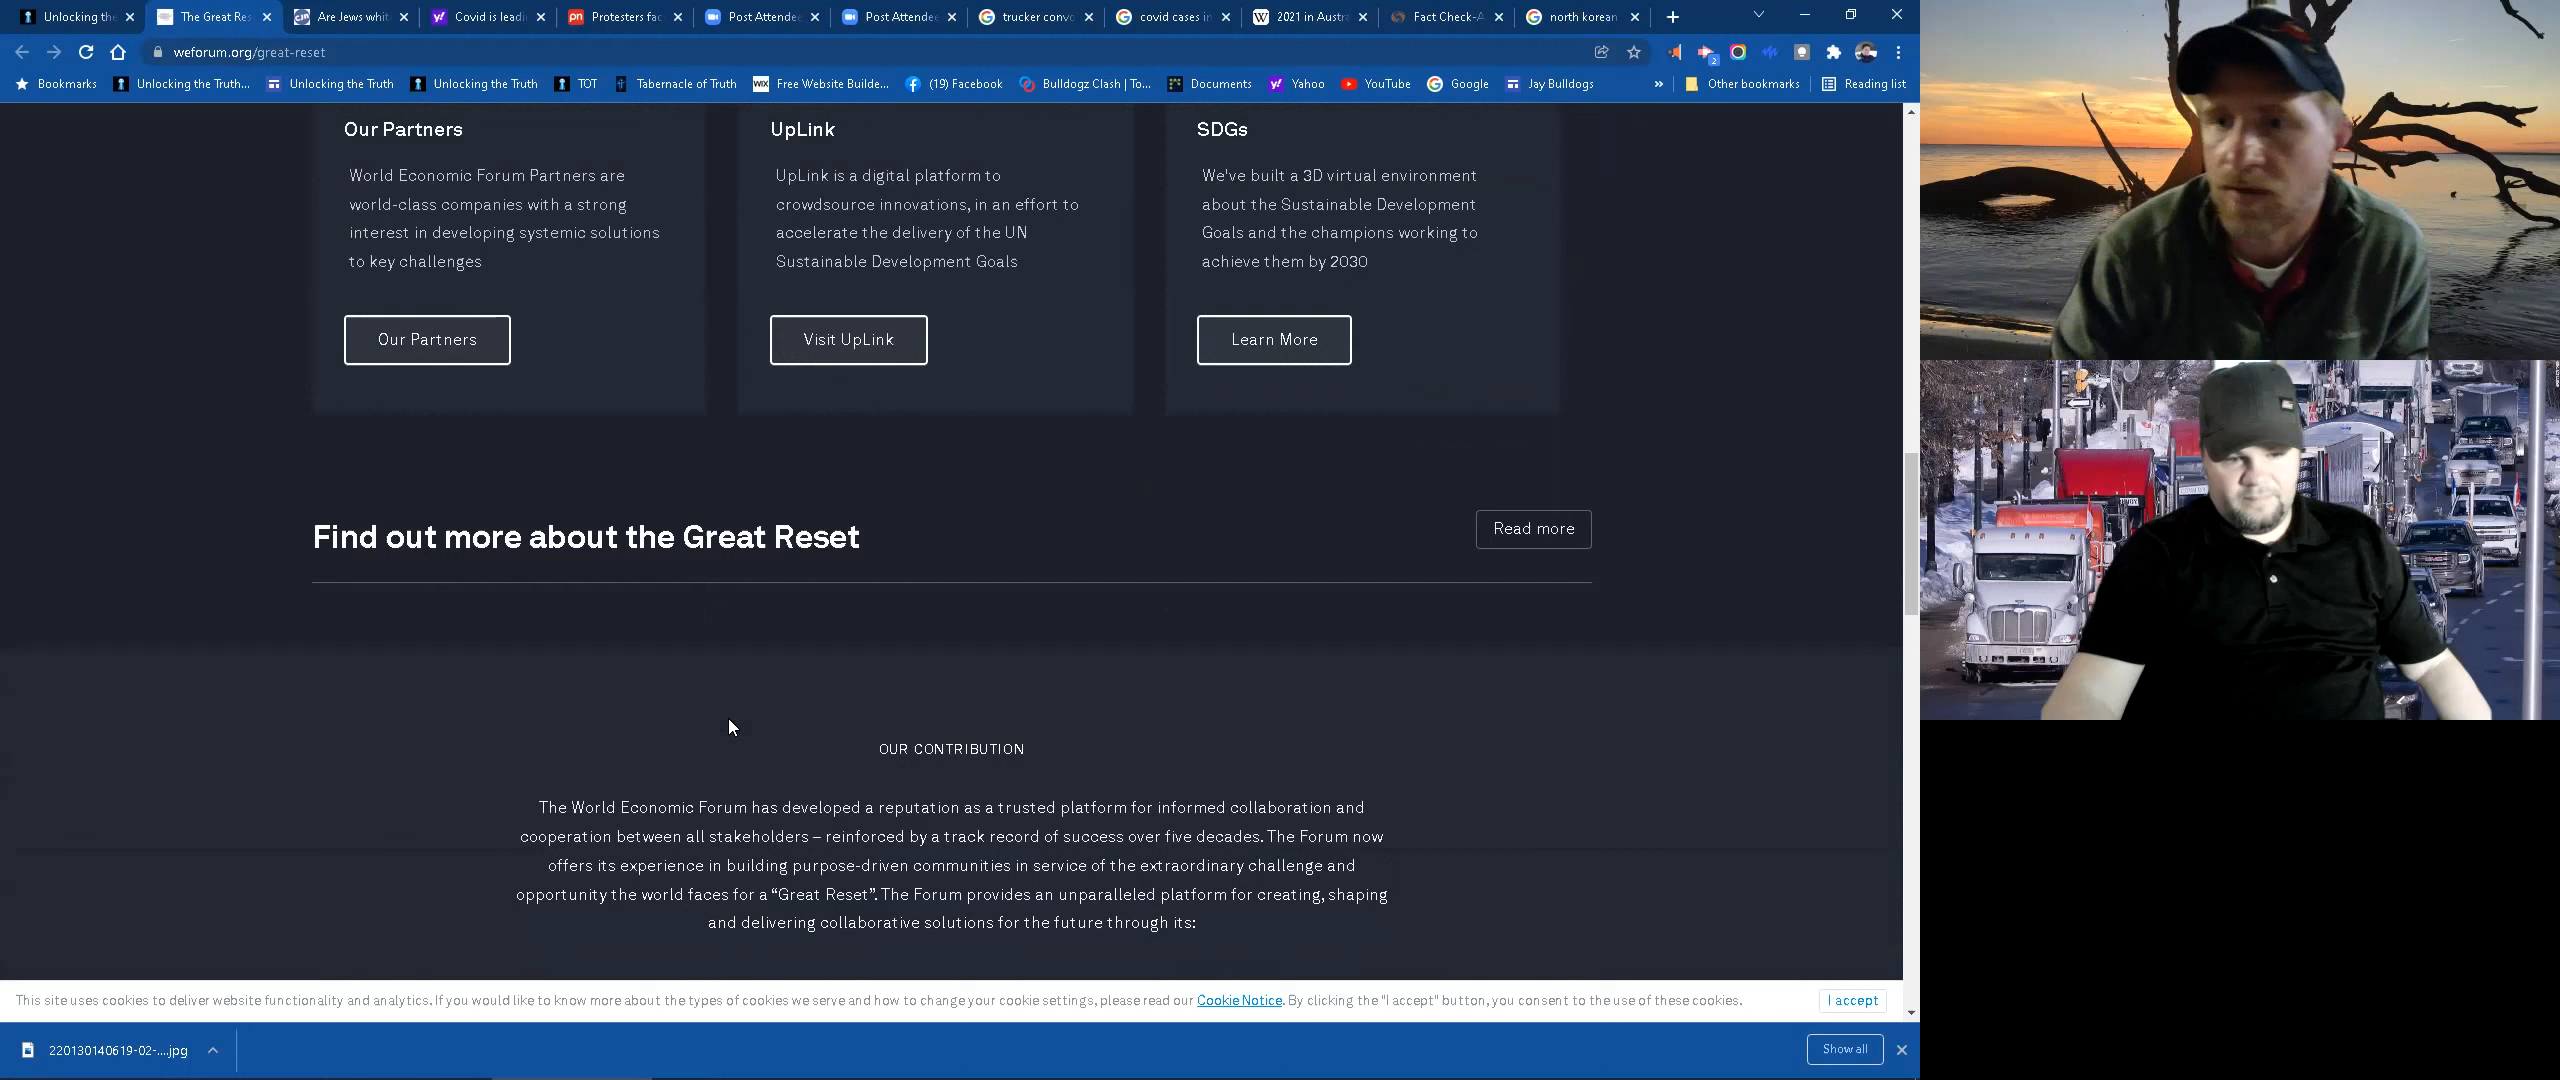 Unlocking the
The Great Res
Are Jews whit
Covid is leadi
Protesters fac
Post Attendee
Post Attendee
trucker convo
covid cases in
2021 in Austra
Fact Check-A
north korean
weforum.org/great-reset
Bookmarks
Unlocking the Truth...
Unlocking the Truth
Unlocking the Truth
TOT
Tabernacle of Truth
Free Website Builde...
(19) Facebook
Bulldogz Clash | To...
Documents
Yahoo
YouTube
Google
Jay Bulldogs
»
Other bookmarks
Reading list
Our Partners
World Economic Forum Partners are
world-class companies with a strong
interest in developing systemic solutions
to key challenges
Our Partners
UpLink
UpLink is a digital platform to
crowdsource innovations, in an effort to
accelerate the delivery of the UN
Sustainable Development Goals
Visit UpLink
SDGs
We've built a 3D virtual environment
about the Sustainable Development
Goals and the champions working to
achieve them by 2030
Learn More
Find out more about the Great Reset
Read more
OUR CONTRIBUTION
The World Economic Forum has developed a reputation as a trusted platform for informed collaboration and
cooperation between all stakeholders – reinforced by a track record of success over five decades. The Forum now
offers its experience in building purpose-driven communities in service of the extraordinary challenge and
opportunity the world faces for a “Great Reset”. The Forum provides an unparalleled platform for creating, shaping
and delivering collaborative solutions for the future through its:
This site uses cookies to deliver website functionality and analytics. If you would like to know more about the types of cookies we serve and how to change your cookie settings, please read our Cookie Notice. By clicking the "I accept" button, you consent to the use of these cookies.
I accept
220130140619-02-....jpg
Show all